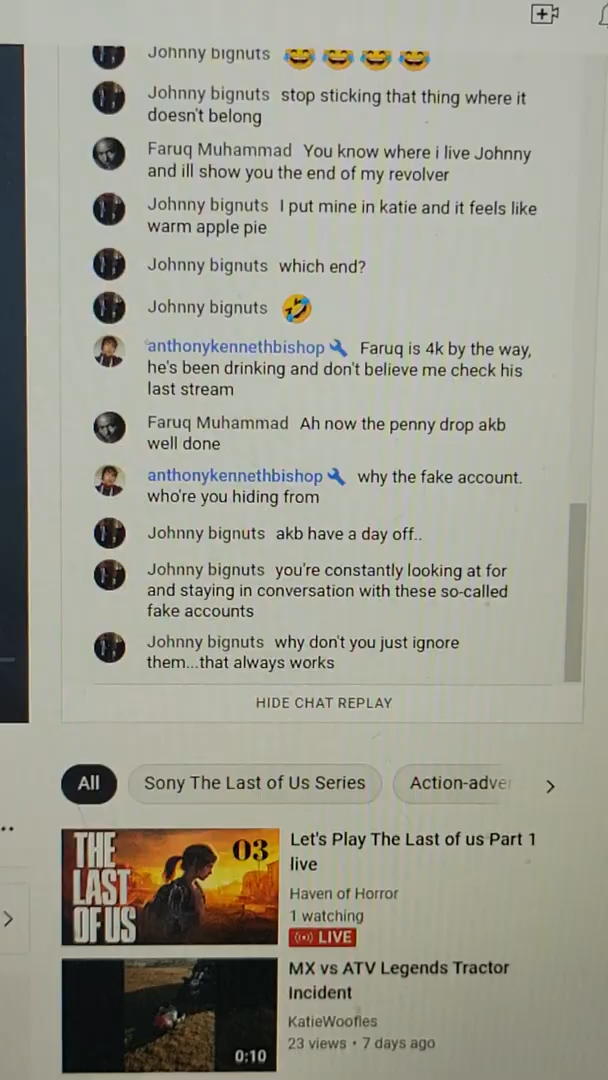 Johnny bignuts 😂😂😂😂
Johnny bignuts stop sticking that thing where it
doesn't belong
Faruq Muhammad You know where i live Johnny
and ill show you the end of my revolver
Johnny bignuts I put mine in katie and it feels like
warm apple pie
Johnny bignuts which end?
Johnny bignuts 🤣
anthonykennethbishop Faruq is 4k by the way,
he's been drinking and don't believe me check his
last stream
Faruq Muhammad Ah now the penny drop akb
well done
anthonykennethbishop why the fake account.
who're you hiding from
Johnny bignuts akb have a day off..
Johnny bignuts you're constantly looking at for
and staying in conversation with these so-called
fake accounts
Johnny bignuts why don't you just ignore
them...that always works
HIDE CHAT REPLAY
All
Sony The Last of Us Series
Action-adve
THE
LAST
OF US
03
Let's Play The Last of us Part 1
live
Haven of Horror
1 watching
LIVE
MX vs ATV Legends Tractor
Incident
KatieWoofles
23 views • 7 days ago
0:10